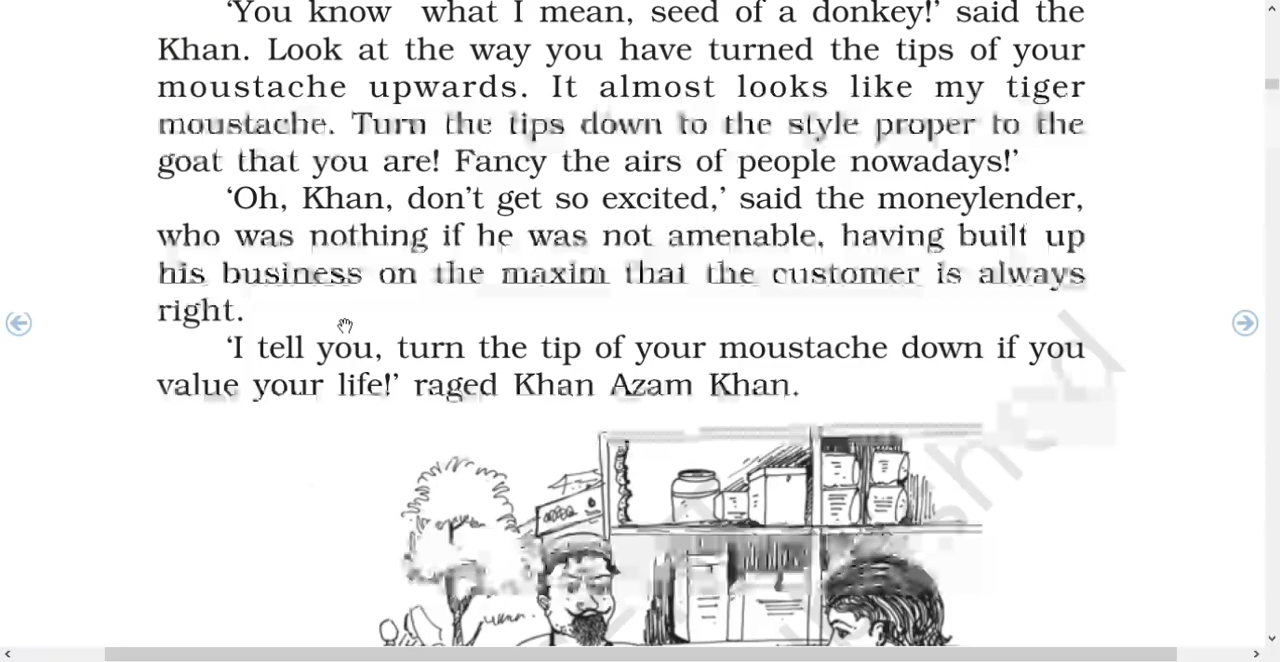 ‘You know what I mean, seed of a donkey!’ said the
Khan. Look at the way you have turned the tips of your
moustache upwards. It almost looks like my tiger
moustache. Turn the tips down to the style proper to the
goat that you are! Fancy the airs of people nowadays!’
‘Oh, Khan, don’t get so excited,’ said the moneylender,
who was nothing if he was not amenable, having built up
his business on the maxim that the customer is always
right.
‘I tell you, turn the tip of your moustache down if you
value your life!’ raged Khan Azam Khan.